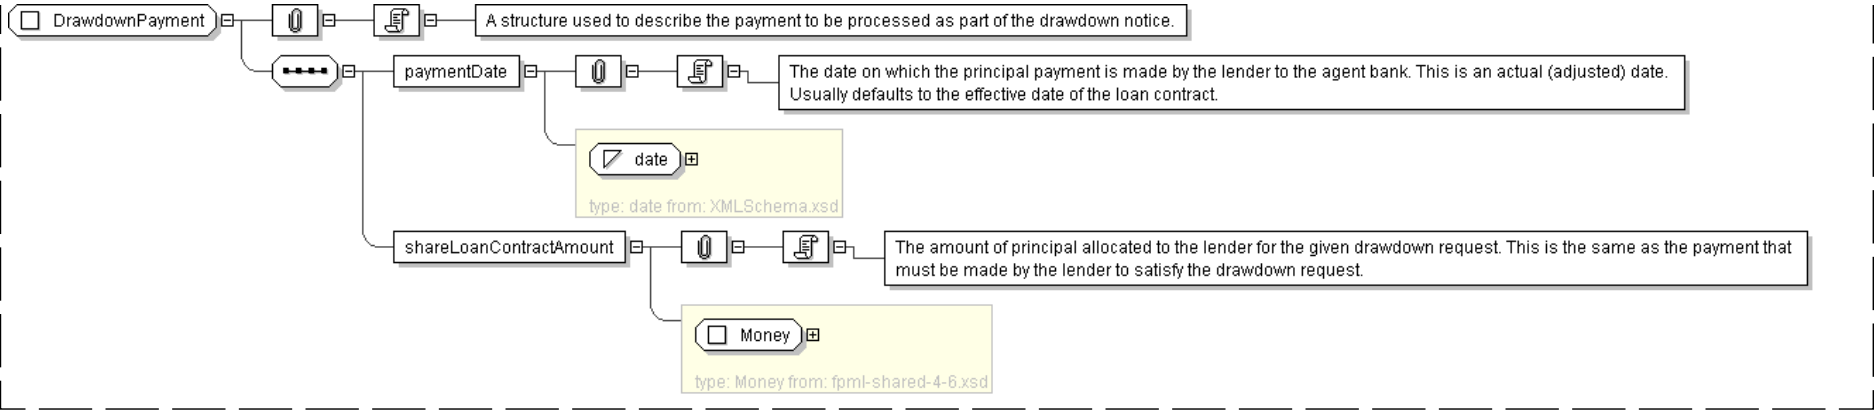 DrawdownPayment
A structure used to describe the payment to be processed as part of the drawdown notice.
paymentDate
The date on which the principal payment is made by the lender to the agent bank. This is an actual (adjusted) date.
Usually defaults to the effective date of the loan contract.
date
type: date from: XMLSchema.xsd
shareLoanContractAmount
The amount of principal allocated to the lender for the given drawdown request. This is the same as the payment that
must be made by the lender to satisfy the drawdown request.
Money
type: Money from: fpml-shared-4-6.xsd